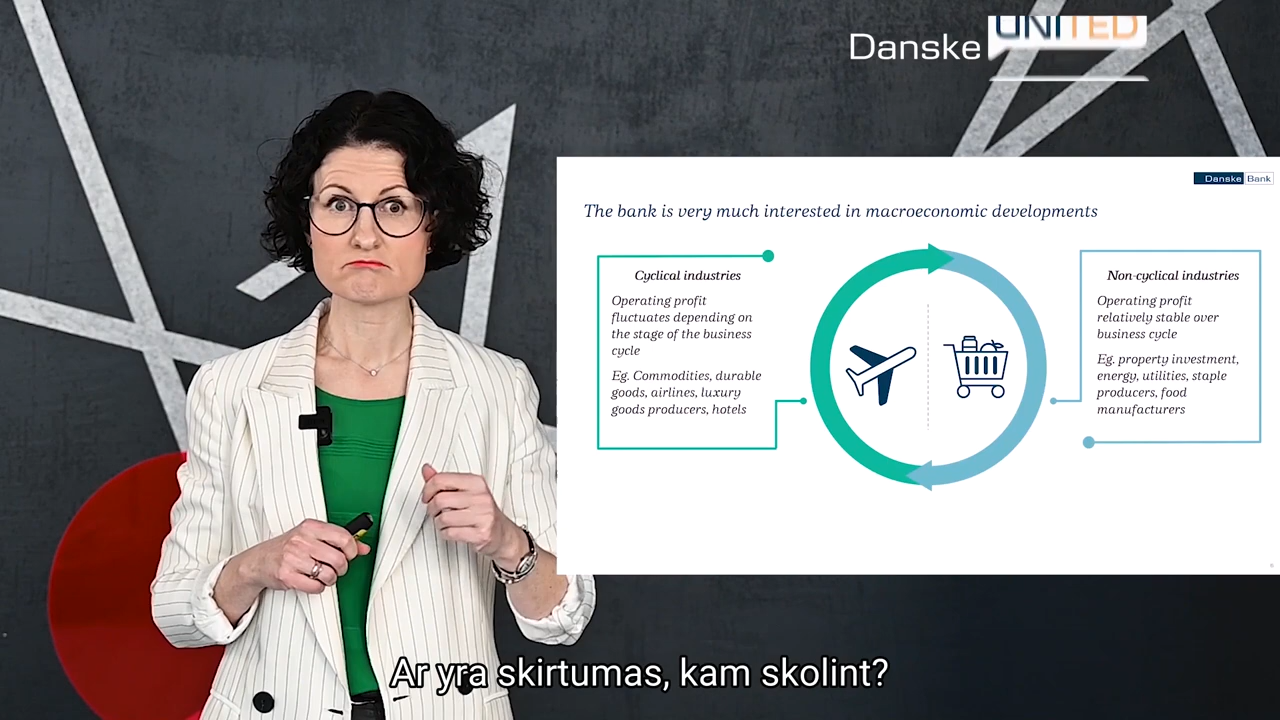 Danske UNITED
Danske Bank
The bank is very much interested in macroeconomic developments
Cyclical industries
Operating profit
fluctuates depending on
the stage of the business
cycle
Eg. Commodities, durable
goods, airlines, luxury
goods producers, hotels
Non-cyclical industries
Operating profit
relatively stable over
business cycle
Eg. property investment,
energy, utilities, staple
producers, food
manufacturers
Ar yra skirtumas, kam skolint?